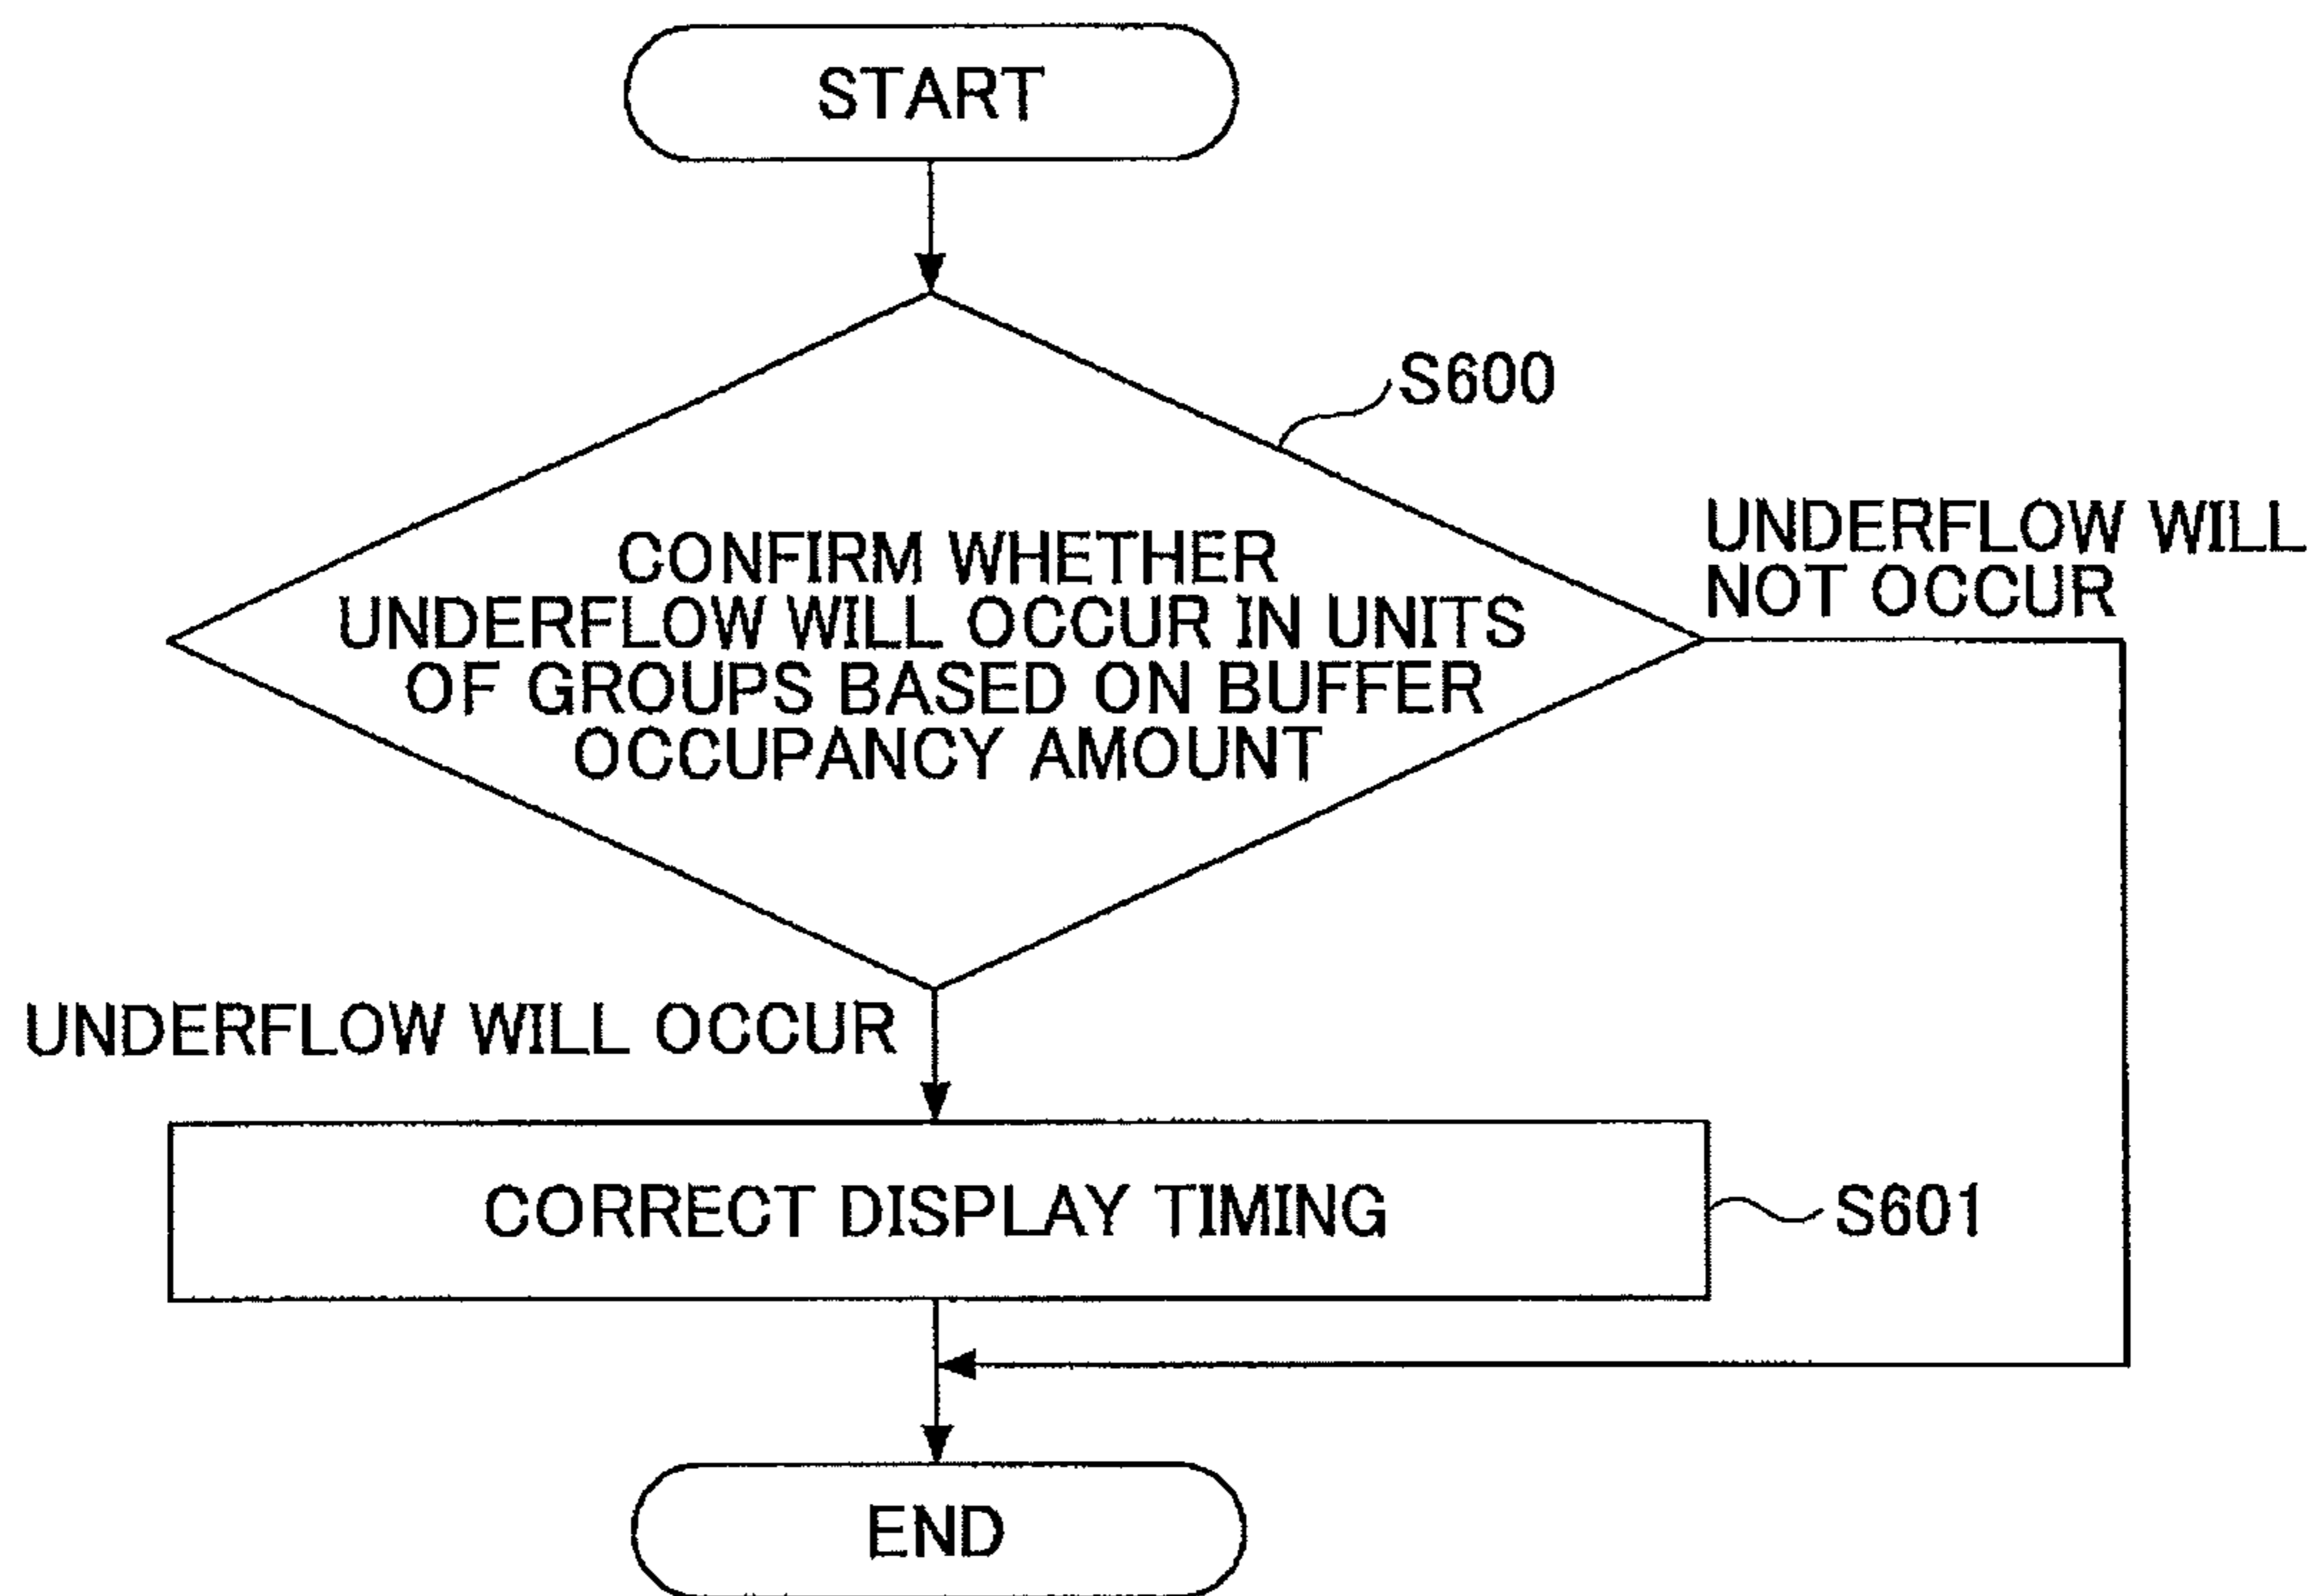 START
S600
CONFIRM WHETHER
UNDERFLOW WILL OCCUR IN UNITS
OF GROUPS BASED ON BUFFER
OCCUPANCY AMOUNT
UNDERFLOW WILL
NOT OCCUR
UNDERFLOW WILL OCCUR
CORRECT DISPLAY TIMING
S601
END